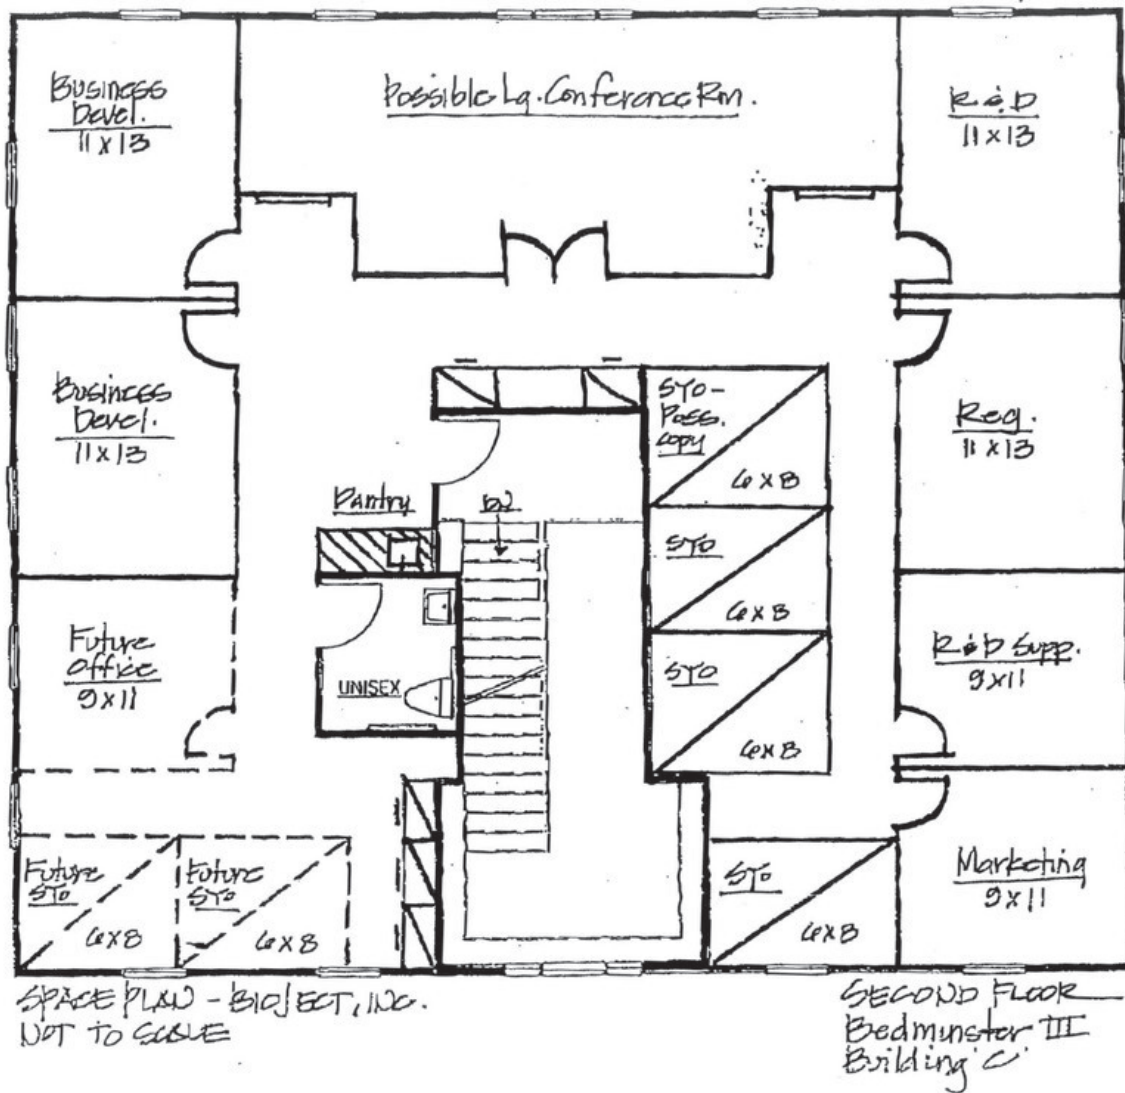 Business
Devel.
11 x 13
Possible Lg. Conference Rm.
R & D
11 x 13
Business
Devel.
11 x 13
STO -
Poss.
Copy
6 x 8
Reg.
11 x 13
Pantry
DN
STO
6 x 8
Future
Office
9 x 11
UNISEX
STO
6 x 8
R & D Supp.
9 x 11
Future
STO
6 x 8
Future
STO
6 x 8
STO
6 x 8
Marketing
9 x 11
SPACE PLAN - BIOJECT, INC.
NOT TO SCALE
SECOND FLOOR
Bedminster III
Building 'C'